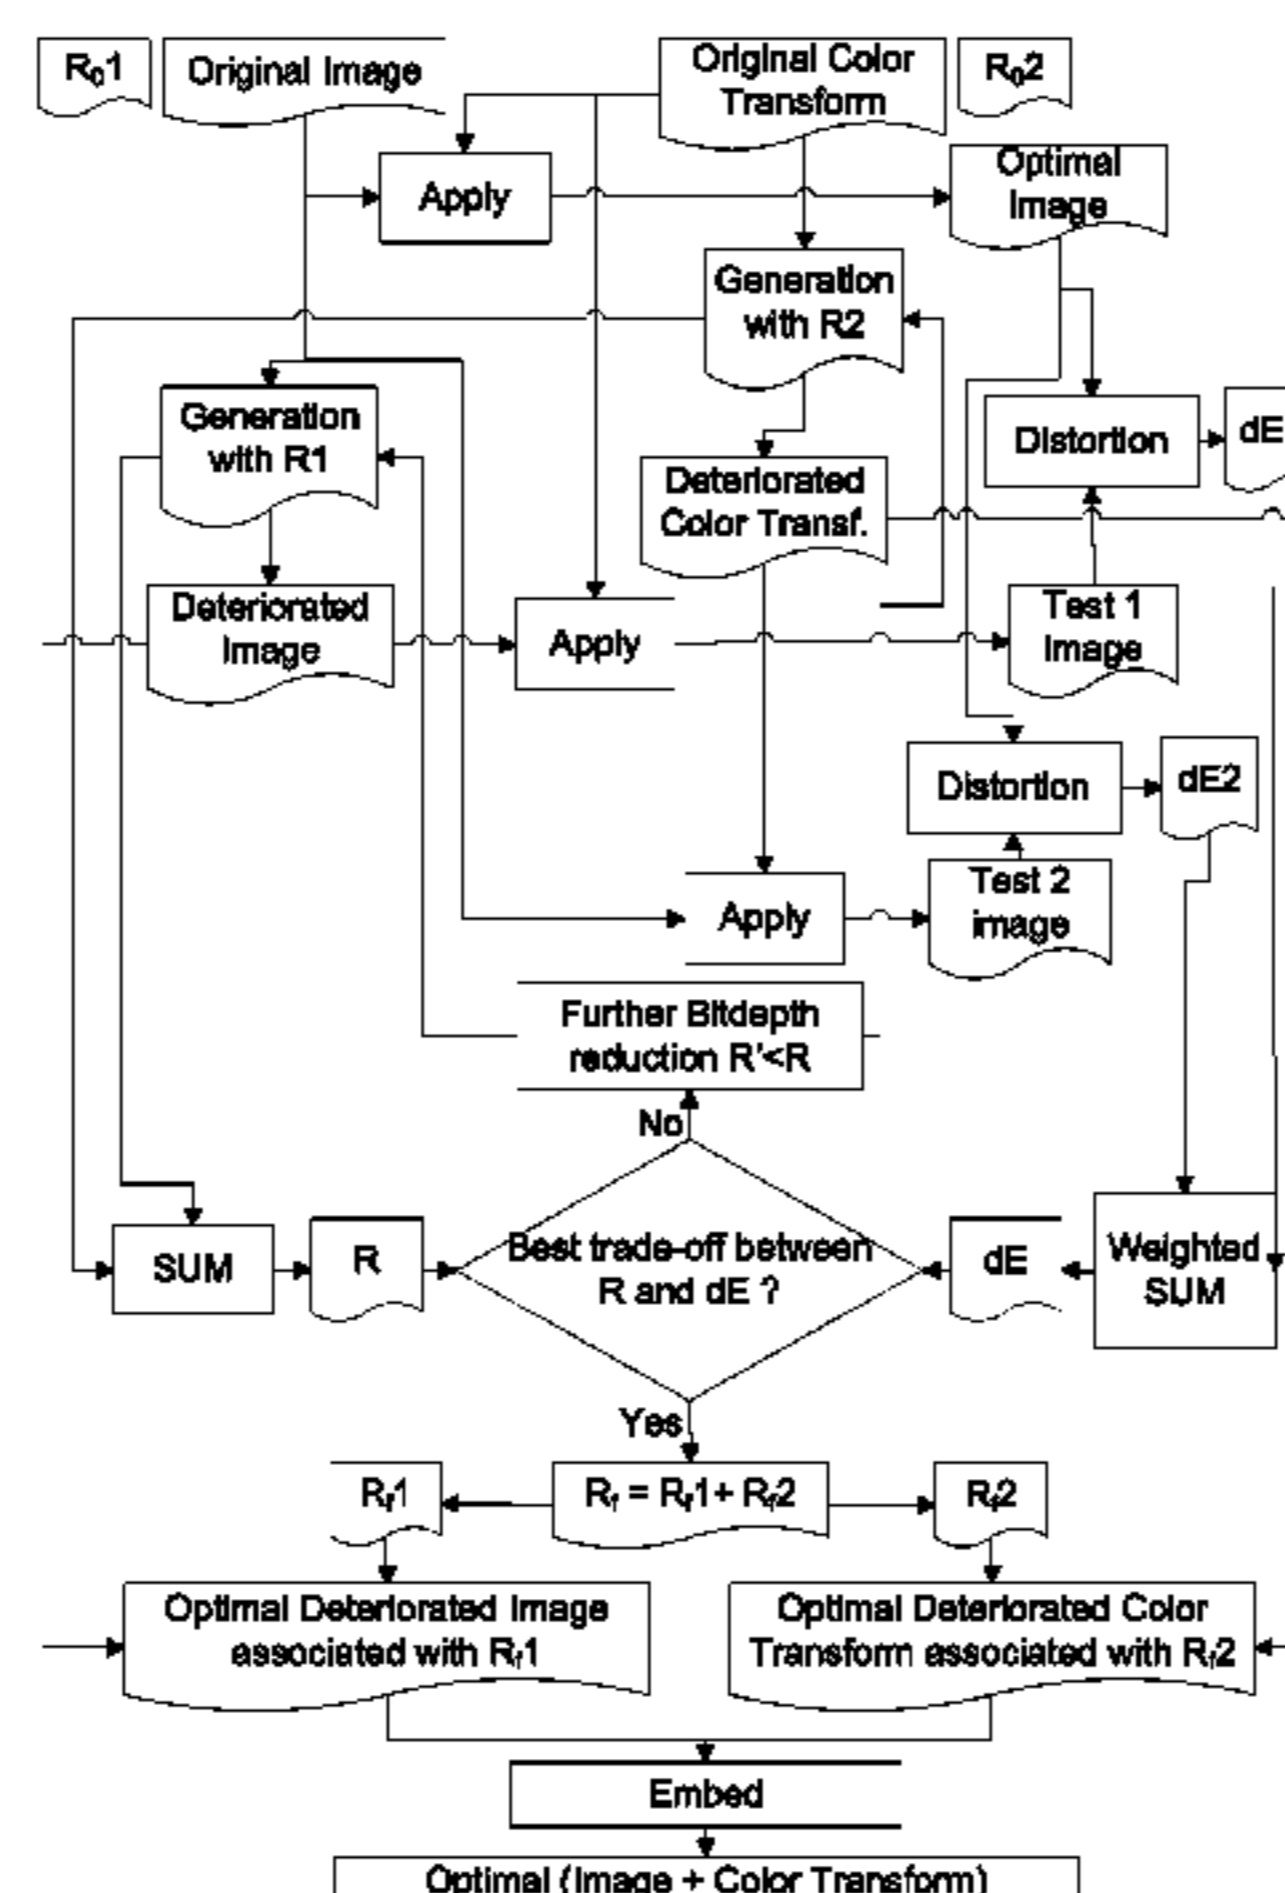 R₀1
Original Image
Original Color
Transform
R₀2
Apply
Optimal
Image
Generation
with R2
Generation
with R1
Distortion
dE
Deteriorated
Color Transf.
Deteriorated
Image
Apply
Test 1
Image
Distortion
dE2
Apply
Test 2
image
Further Bitdepth
reduction R'<R
No
SUM
R
Best trade-off between
R and dE ?
dE
Weighted
SUM
Yes
Rf1
Rf = Rf1+ Rf2
Rf2
Optimal Deteriorated Image
associated with Rf1
Optimal Deteriorated Color
Transform associated with Rf2
Embed
Optimal (Image + Color Transform)